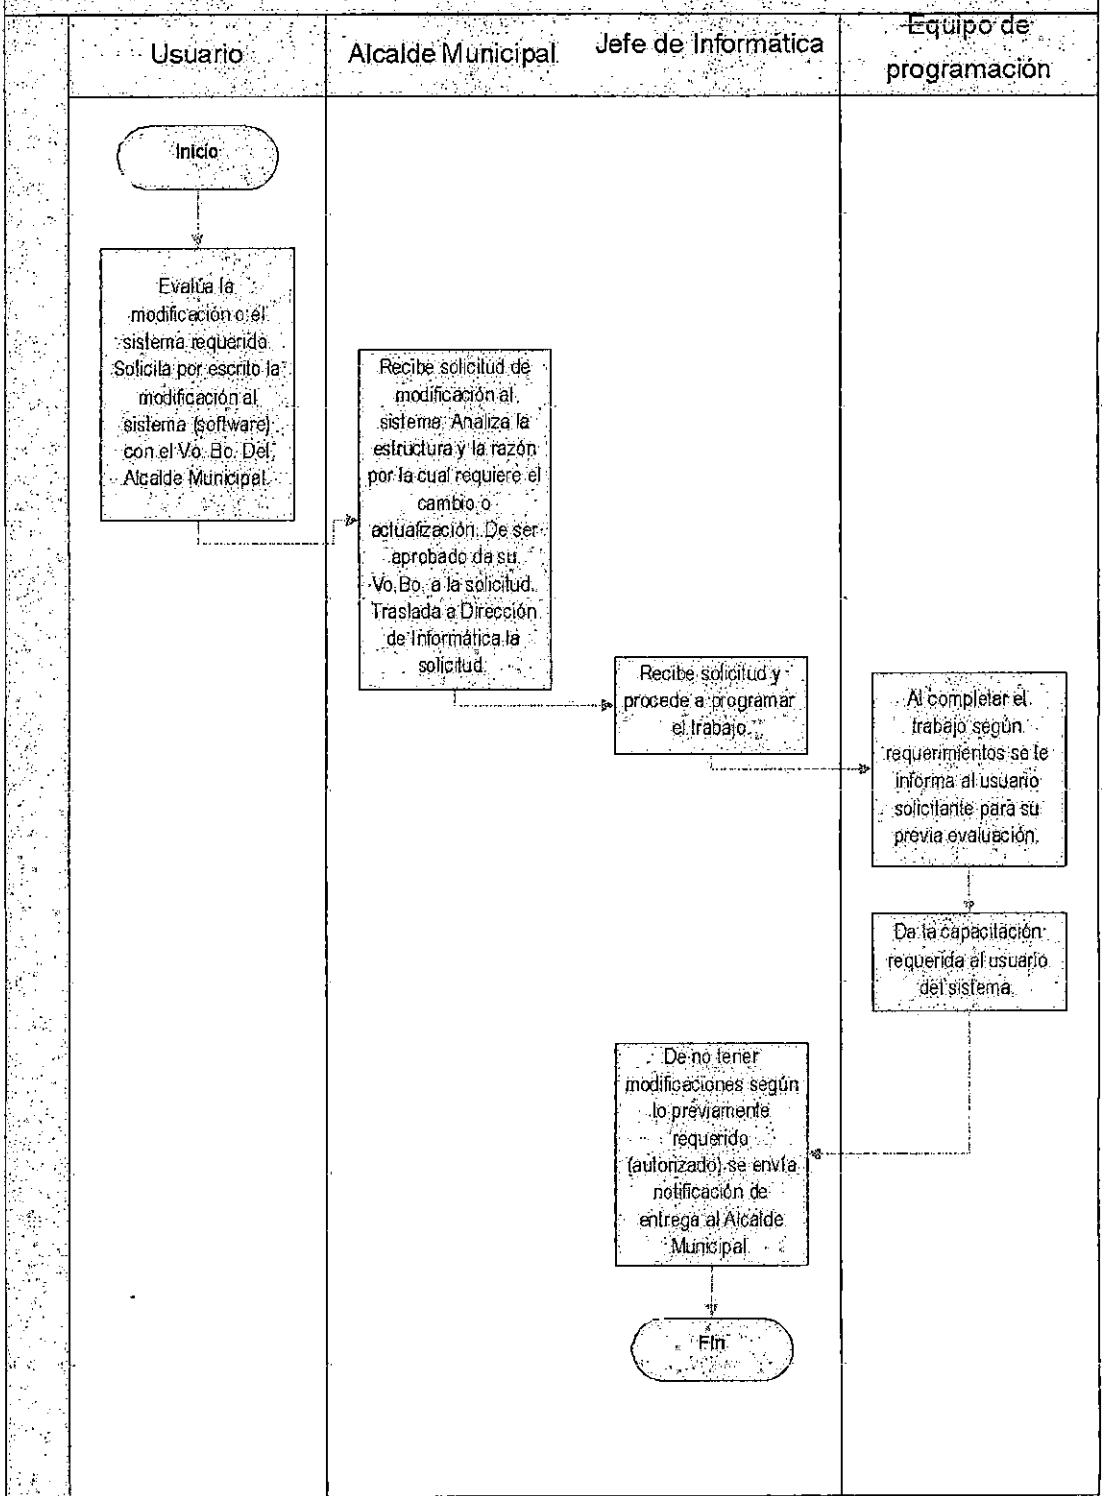 Usuario
Alcalde Municipal
Jefe de Informática
Equipo de
programación
Inicio
Evalúa la
modificación o el
sistema requerido
Solicita por escrito la
modificación al
sistema (software)
con el Vo. Bo. Del
Alcalde Municipal.
Recibe solicitud de
modificación al
sistema. Analiza la
estructura y la razón
por la cual requiere el
cambio o
actualización. De ser
aprobado da su
Vo.Bo. a la solicitud.
Traslada a Dirección
de Informática la
solicitud.
Recibe solicitud y
procede a programar
el trabajo.
Al completar el
trabajo según
requerimientos se le
informa al usuario
solicitante para su
previa evaluación.
Da la capacitación
requerida al usuario
del sistema.
De no tener
modificaciones según
lo previamente
requerido
(autorizado) se envía
notificación de
entrega al Alcalde
Municipal
Fin